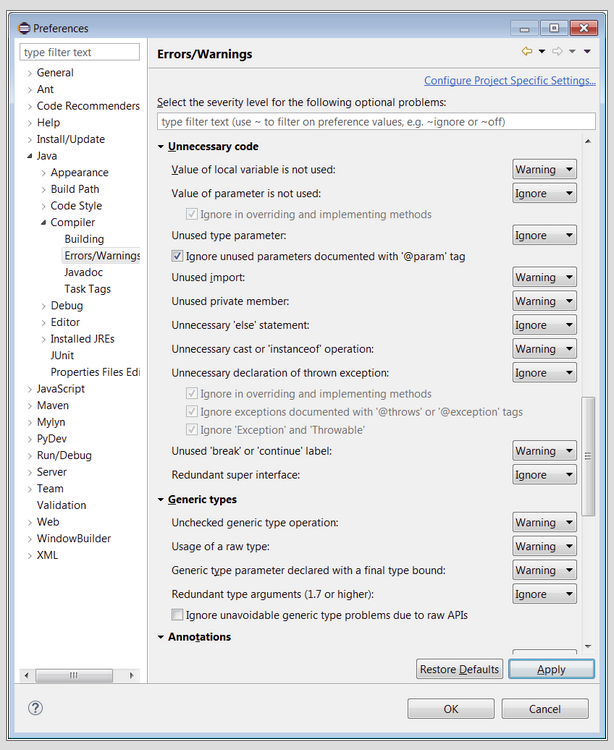 Preferences
type filter text
General
Ant
Code Recommenders
Help
Install/Update
Java
Appearance
Build Path
Code Style
Compiler
Building
Errors/Warnings
Javadoc
Task Tags
Debug
Editor
Installed JREs
JUnit
Properties Files Edi
JavaScript
Maven
Mylyn
PyDev
Run/Debug
Server
Team
Validation
Web
WindowBuilder
XML
Errors/Warnings
Configure Project Specific Settings...
Select the severity level for the following optional problems:
type filter text (use ~ to filter on preference values, e.g. ~ignore or ~off)
Unnecessary code
Value of local variable is not used: Warning
Value of parameter is not used: Ignore
Ignore in overriding and implementing methods
Unused type parameter: Ignore
Ignore unused parameters documented with '@param' tag
Unused import: Warning
Unused private member: Warning
Unnecessary 'else' statement: Ignore
Unnecessary cast or 'instanceof' operation: Warning
Unnecessary declaration of thrown exception: Ignore
Ignore in overriding and implementing methods
Ignore exceptions documented with '@throws' or '@exception' tags
Ignore 'Exception' and 'Throwable'
Unused 'break' or 'continue' label: Warning
Redundant super interface: Ignore
Generic types
Unchecked generic type operation: Warning
Usage of a raw type: Warning
Generic type parameter declared with a final type bound: Warning
Redundant type arguments (1.7 or higher): Ignore
Ignore unavoidable generic type problems due to raw APIs
Annotations
Restore Defaults Apply
? OK Cancel